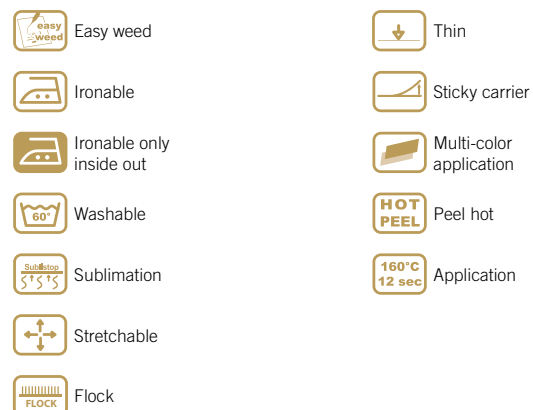 easy
weed
Easy weed
Ironable
Ironable only
inside out
60°
Washable
Substop
Sublimation
Stretchable
FLOCK
Flock
Thin
Sticky carrier
Multi-color
application
HOT
PEEL
Peel hot
160°C
12 sec
Application